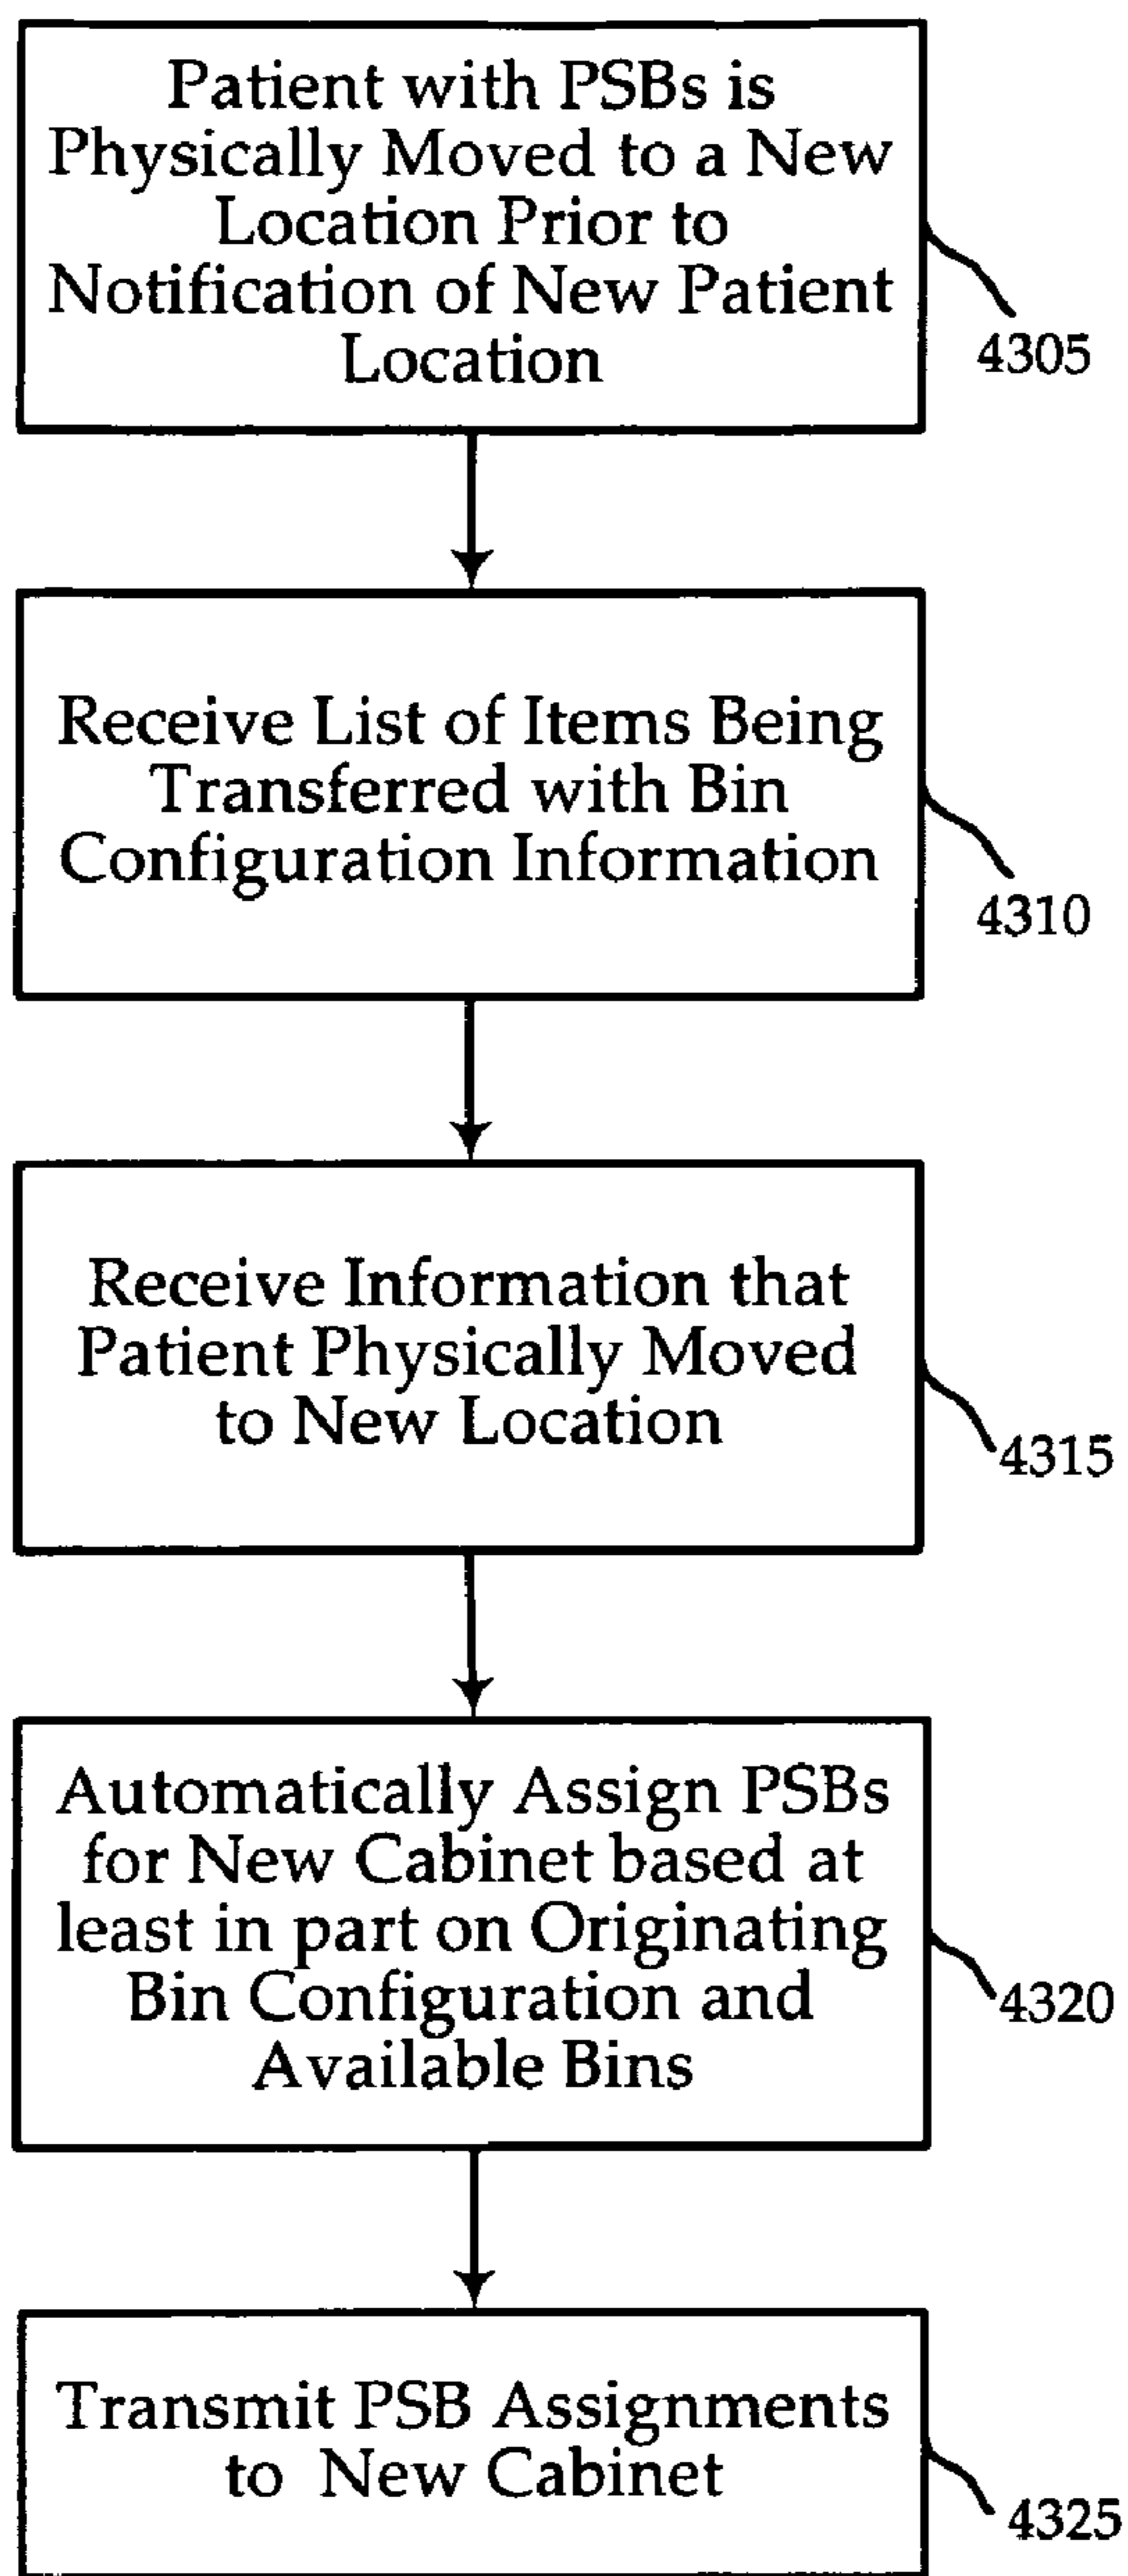 Patient with PSBs is
Physically Moved to a New
Location Prior to
Notification of New Patient
Location
4305
Receive List of Items Being
Transferred with Bin
Configuration Information
4310
Receive Information that
Patient Physically Moved
to New Location
4315
Automatically Assign PSBs
for New Cabinet based at
least in part on Originating
Bin Configuration and
Available Bins
4320
Transmit PSB Assignments
to New Cabinet
4325